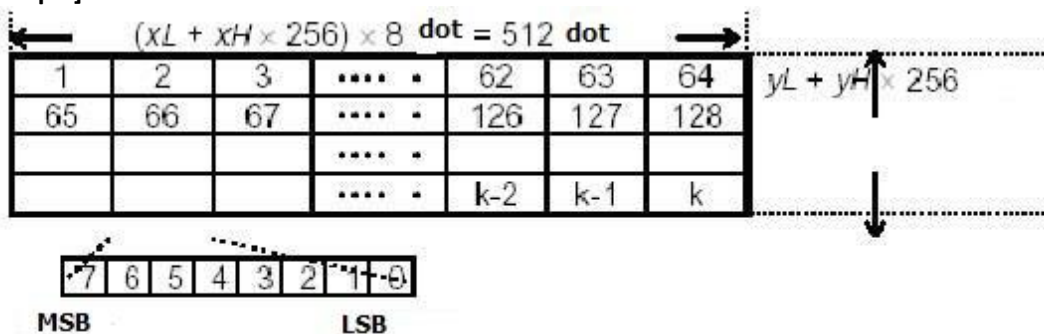 (xL + xH × 256) × 8 dot = 512 dot
1 2 3 •••• • 62 63 64 yL + yH × 256
65 66 67 •••• • 126 127 128
•••• •
•••• • k-2 k-1 k
7 6 5 4 3 2 1 0
MSB LSB